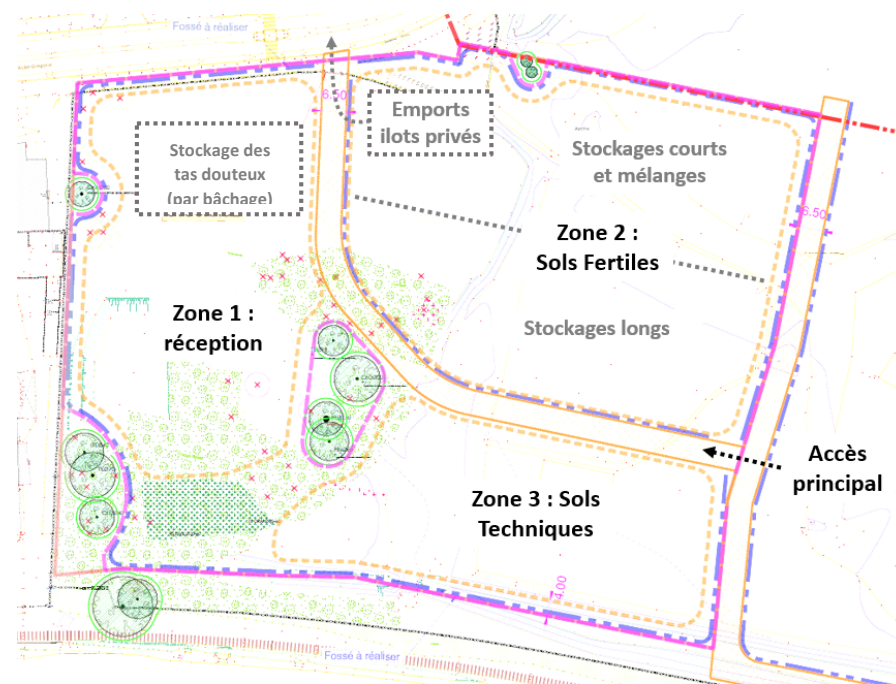 Fossé à réaliser
6.50
Emports
ilots privés
Stockage des
tas douteux
(par bâchage)
Stockages courts
et mélanges
6.50
Zone 2 :
Sols Fertiles
Zone 1 :
réception
Stockages longs
Accès
principal
Zone 3 : Sols
Techniques
4.00
Fossé à réaliser